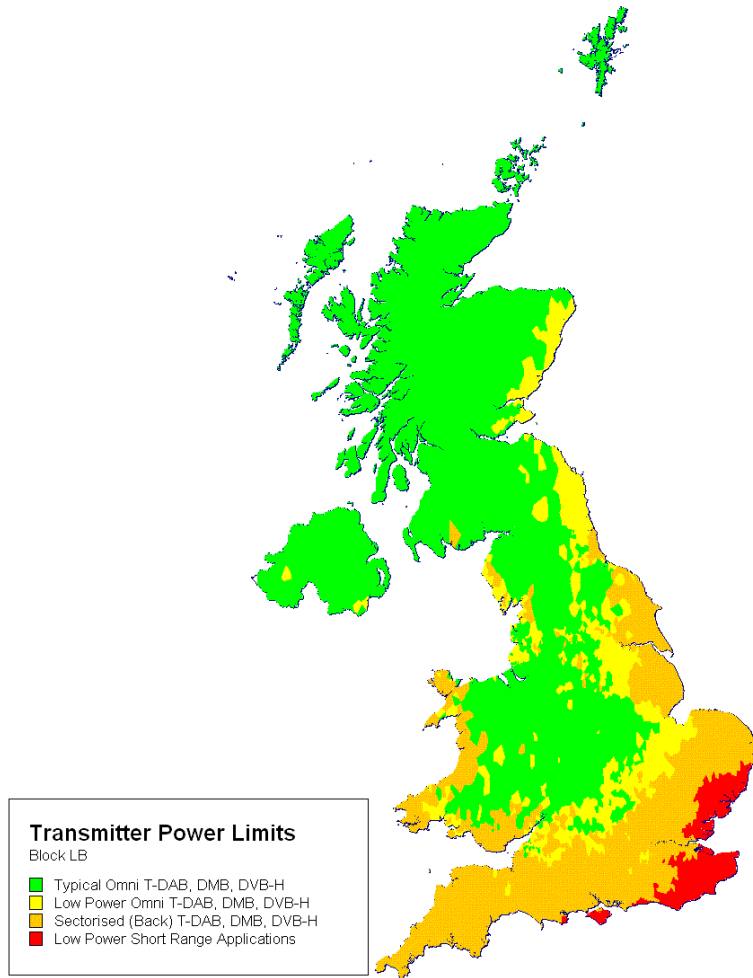 Transmitter Power Limits
Block LB
Typical Omni T-DAB, DMB, DVB-H
Low Power Omni T-DAB, DMB, DVB-H
Sectorised (Back) T-DAB, DMB, DVB-H
Low Power Short Range Applications